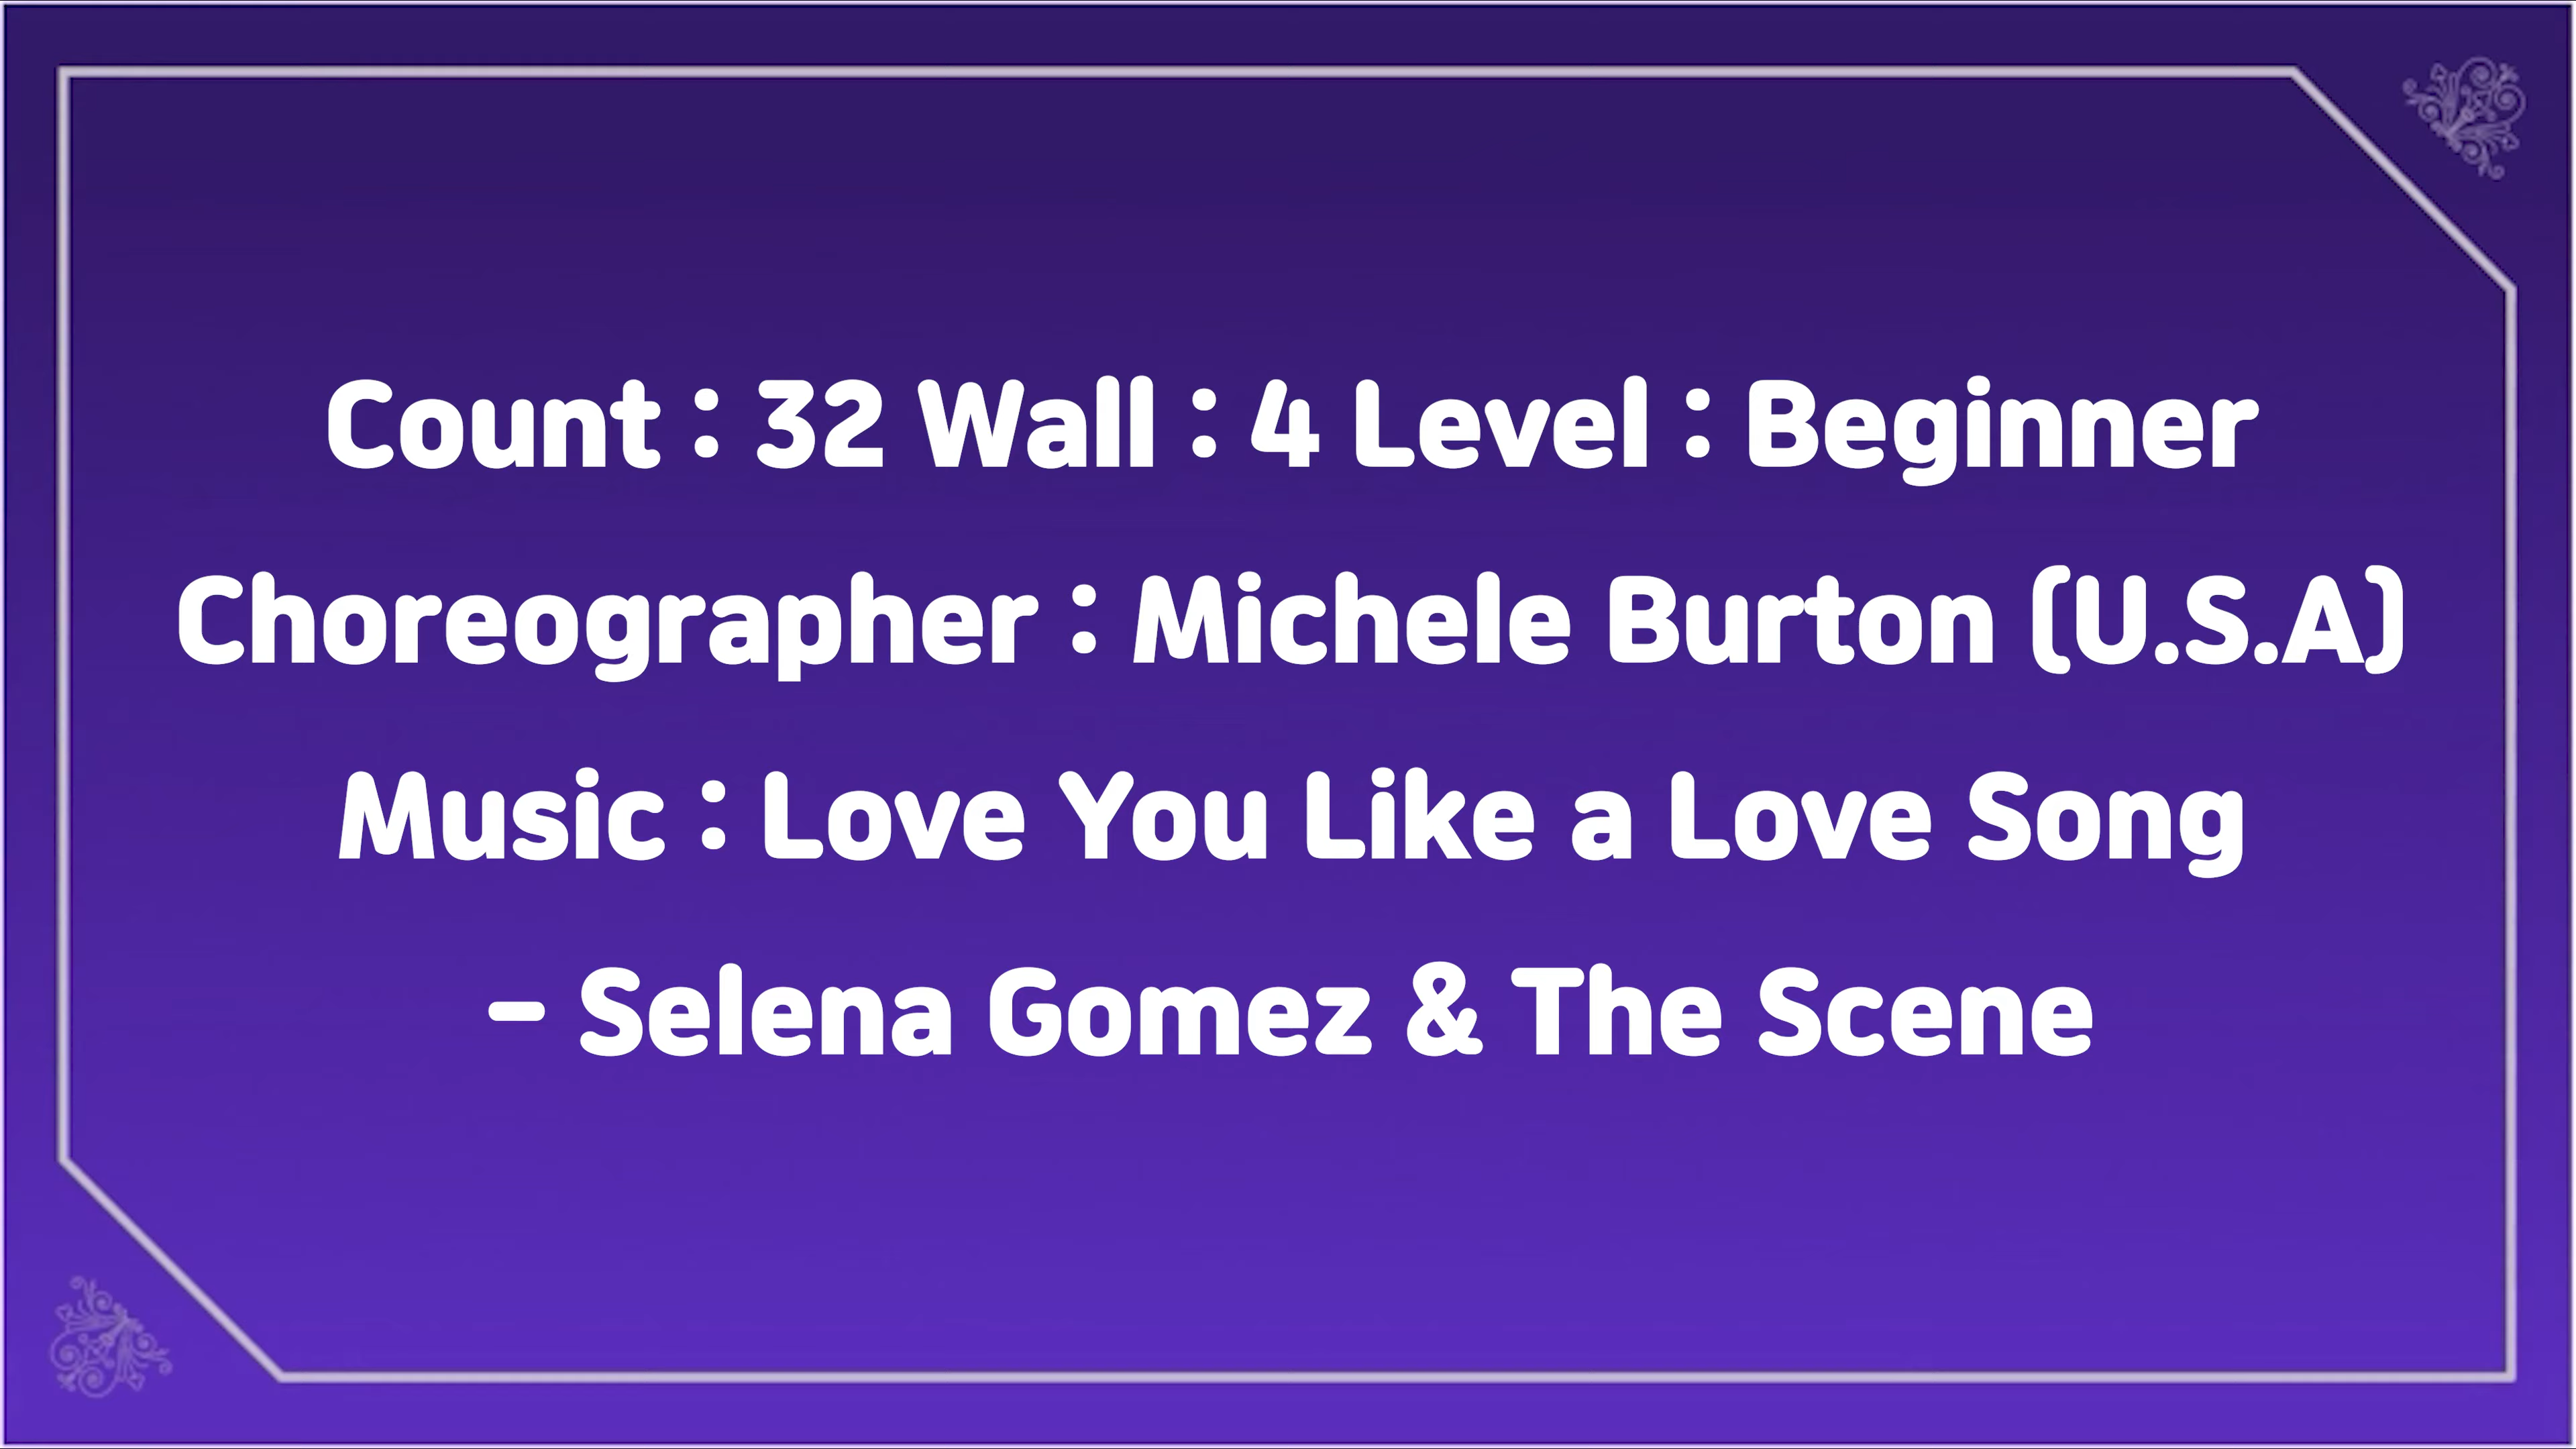 Count : 32 Wall : 4 Level : Beginner
Choreographer : Michele Burton (U.S.A)
Music : Love You Like a Love Song
- Selena Gomez & The Scene